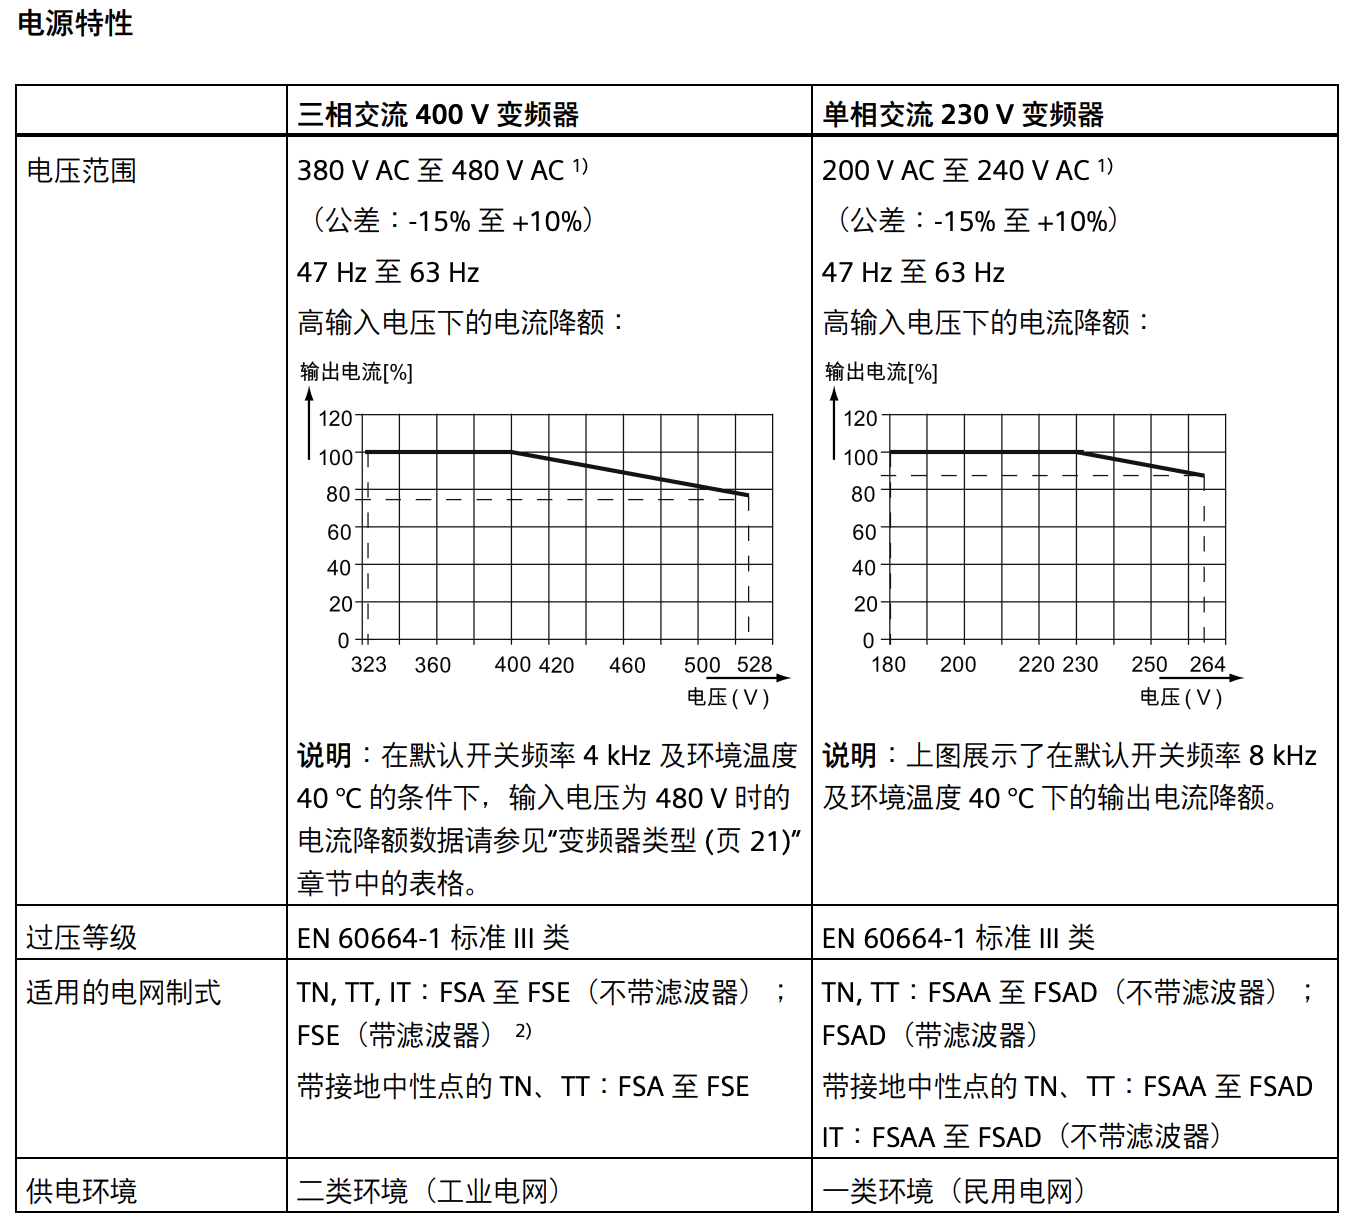 电源特性
三相交流 400 V 变频器
单相交流 230 V 变频器
电压范围
380 V AC 至 480 V AC 1)
（公差：-15% 至 +10%）
47 Hz 至 63 Hz
高输入电压下的电流降额：
输出电流[%]
120
100
80
60
40
20
0
323 360 400 420 460 500 528
电压 ( V )
说明：在默认开关频率 4 kHz 及环境温度
40 ℃ 的条件下，输入电压为 480 V 时的
电流降额数据请参见“变频器类型 (页 21)”
章节中的表格。
200 V AC 至 240 V AC 1)
（公差：-15% 至 +10%）
47 Hz 至 63 Hz
高输入电压下的电流降额：
输出电流[%]
120
100
80
60
40
20
0
180 200 220 230 250 264
电压 ( V )
说明：上图展示了在默认开关频率 8 kHz
及环境温度 40 ℃ 下的输出电流降额。
过压等级
EN 60664-1 标准 III 类
EN 60664-1 标准 III 类
适用的电网制式
TN, TT, IT：FSA 至 FSE（不带滤波器）；
FSE（带滤波器） 2)
带接地中性点的 TN、TT：FSA 至 FSE
TN, TT：FSAA 至 FSAD（不带滤波器）；
FSAD（带滤波器）
带接地中性点的 TN、TT：FSAA 至 FSAD
IT：FSAA 至 FSAD（不带滤波器）
供电环境
二类环境（工业电网）
一类环境（民用电网）